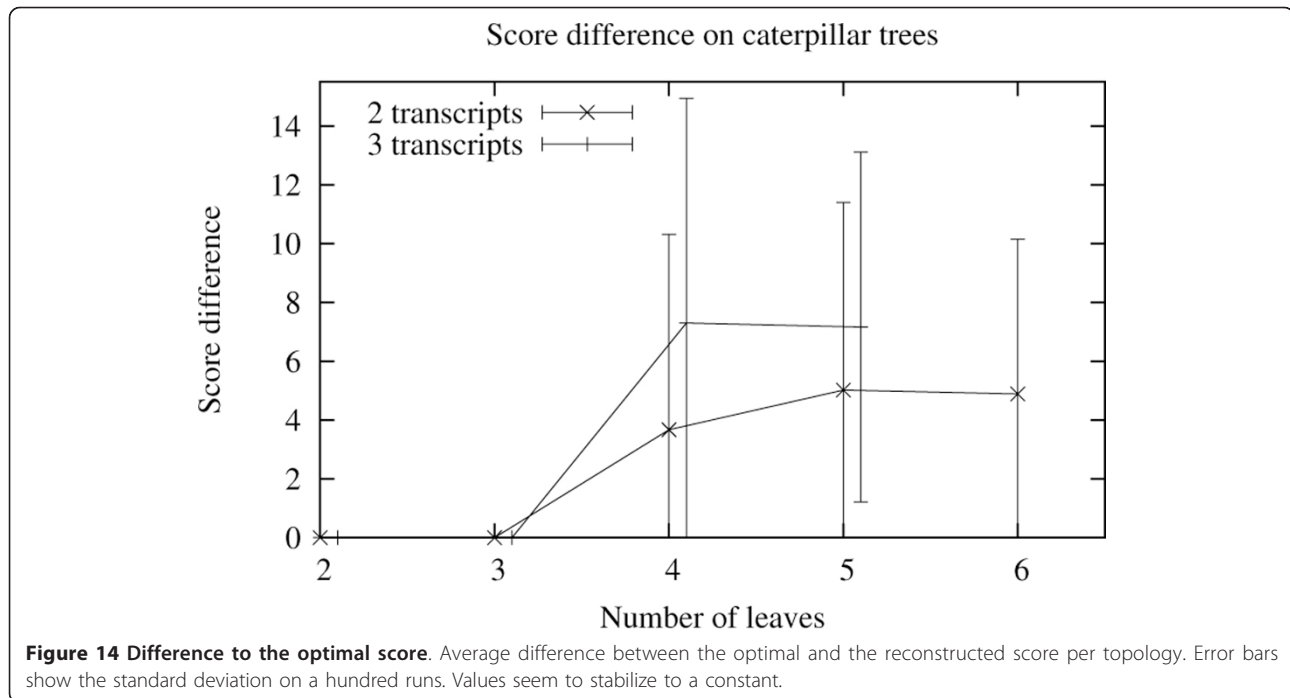 Score difference on caterpillar trees
2 transcripts
3 transcripts
14
12
10
8
6
4
2
0
Score difference
2 3 4 5 6
Number of leaves
Figure 14 Difference to the optimal score. Average difference between the optimal and the reconstructed score per topology. Error bars
show the standard deviation on a hundred runs. Values seem to stabilize to a constant.